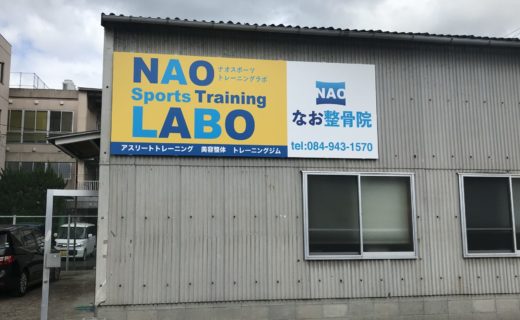 NAO
ナオスポーツ
トレーニングラボ
Sports Training
LABO
アスリートトレーニング 美容整体 トレーニングジム
NAO
なお整骨院
tel:084-943-1570